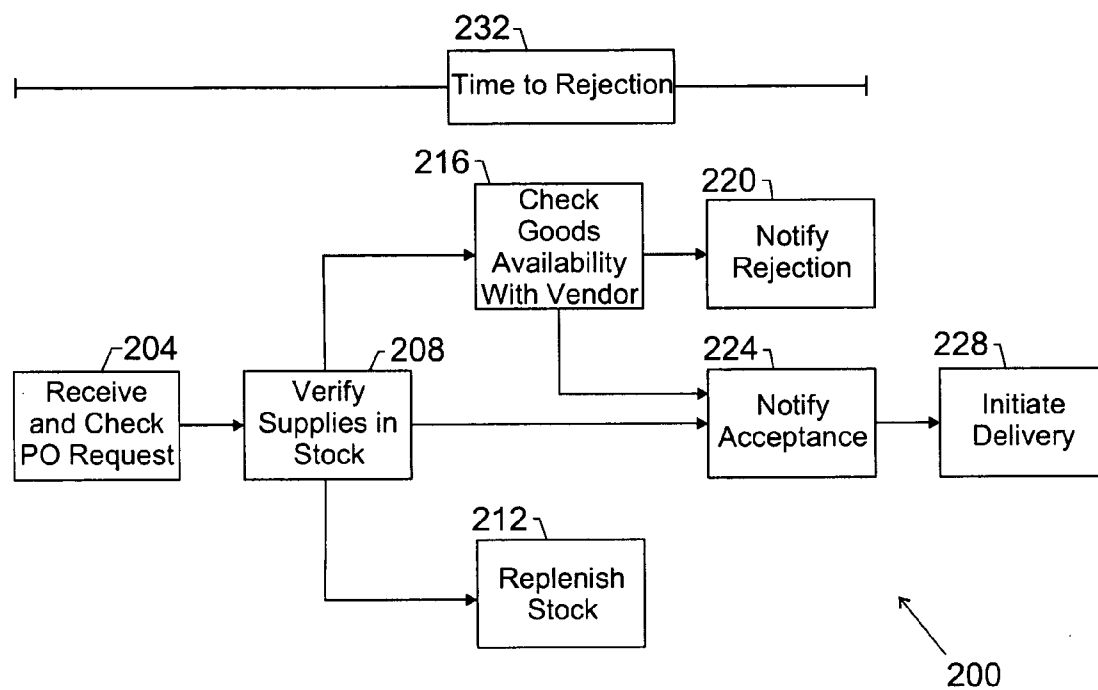 232
Time to Rejection
216
Check
Goods
Availability
With Vendor
220
Notify
Rejection
204
Receive
and Check
PO Request
208
Verify
Supplies in
Stock
224
Notify
Acceptance
228
Initiate
Delivery
212
Replenish
Stock
200